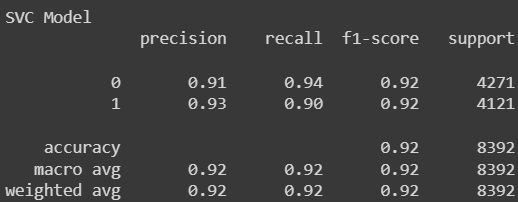 SVC Model
precision recall f1-score support
0 0.91 0.94 0.92 4271
1 0.93 0.90 0.92 4121
accuracy 0.92 8392
macro avg 0.92 0.92 0.92 8392
weighted avg 0.92 0.92 0.92 8392